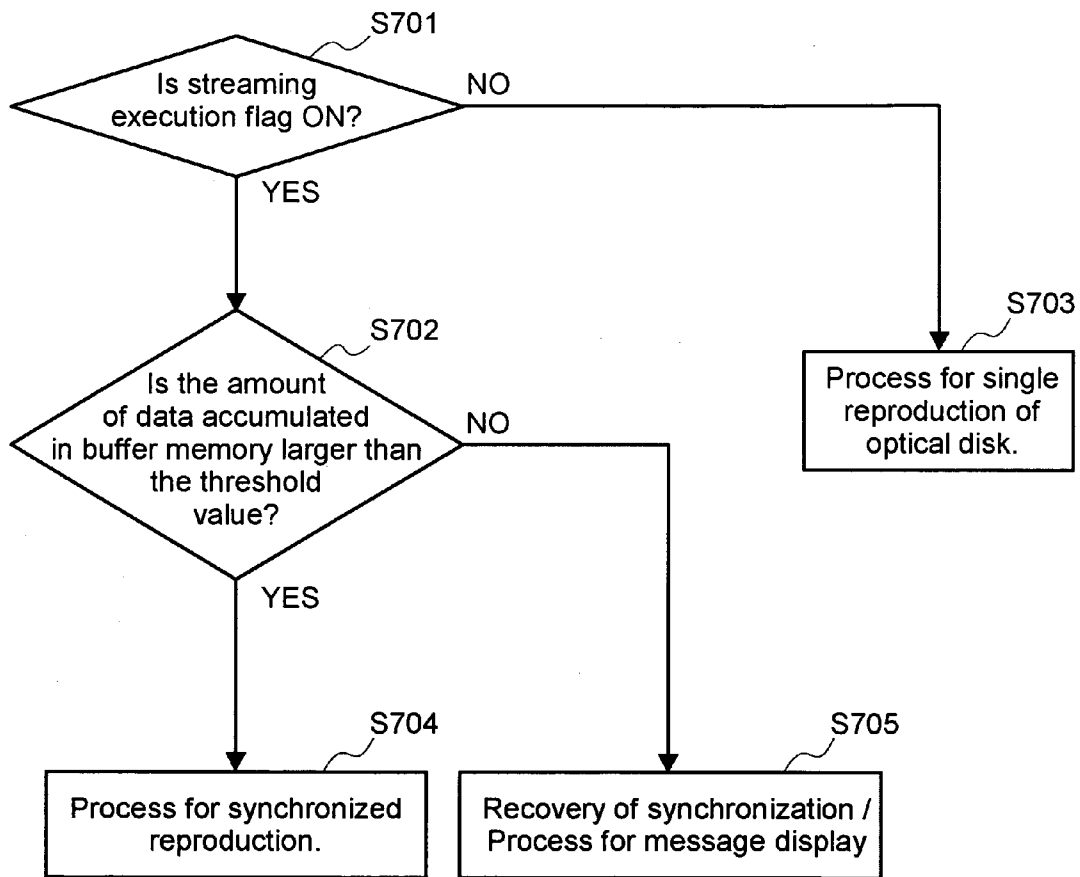 S701
Is streaming
execution flag ON?
NO
YES
S702
Is the amount
of data accumulated
in buffer memory larger than
the threshold
value?
NO
YES
S703
Process for single
reproduction of
optical disk.
S704
Process for synchronized
reproduction.
S705
Recovery of synchronization /
Process for message display